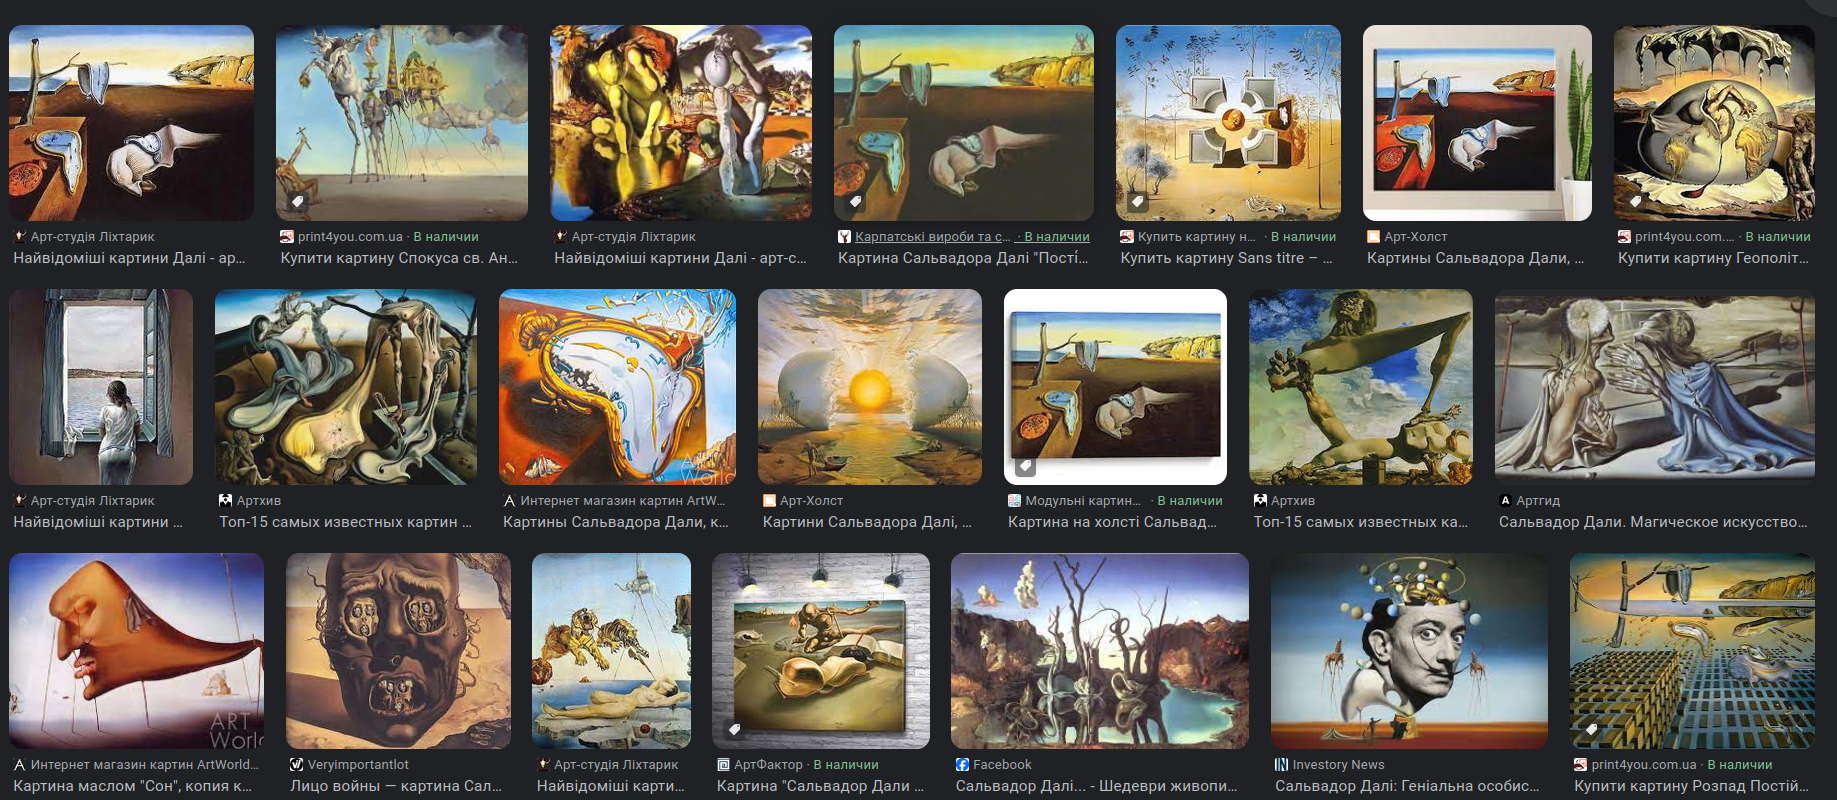 Арт-студія Ліхтарик
Найвідоміші картини Далі - ар...
print4you.com.ua · В наличии
Купити картину Спокуса св. Ан...
Арт-студія Ліхтарик
Найвідоміші картини Далі - арт-с...
Карпатські вироби та с... · В наличии
Картина Сальвадора Далі "Пості...
Купить картину н... · В наличии
Купить картину Sans titre – ...
Арт-Холст
Картины Сальвадора Дали, ...
print4you.com.... · В наличии
Купити картину Геополіт...
Арт-студія Ліхтарик
Найвідоміші картини ...
Артхив
Топ-15 самых известных картин ...
ART World
Интернет магазин картин ArtW...
Картины Сальвадора Дали, к...
Арт-Холст
Картини Сальвадора Далі, ...
Модульні картин... · В наличии
Картина на холсті Сальвад...
Артхив
Топ-15 самых известных ка...
Артгид
Сальвадор Дали. Магическое искусство...
ART
World
Интернет магазин картин ArtWorld...
Картина маслом "Сон", копия к...
Veryimportantlot
Лицо войны — картина Сал...
Арт-студія Ліхтарик
Найвідоміші карти...
АртФактор · В наличии
Картина "Сальвадор Дали ...
Facebook
Сальвадор Далі... - Шедеври живопи...
Investory News
Сальвадор Далі: Геніальна особис...
print4you.com.ua · В наличии
Купити картину Розпад Постій...